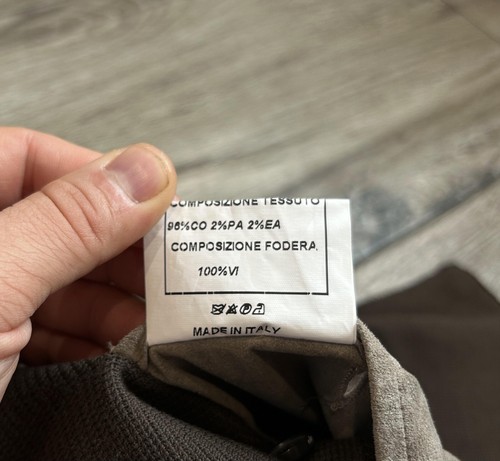 COMPOSIZIONE TESSUTO
96%CO 2%PA 2%EA
COMPOSIZIONE FODERA.
100%VI
MADE IN ITALY